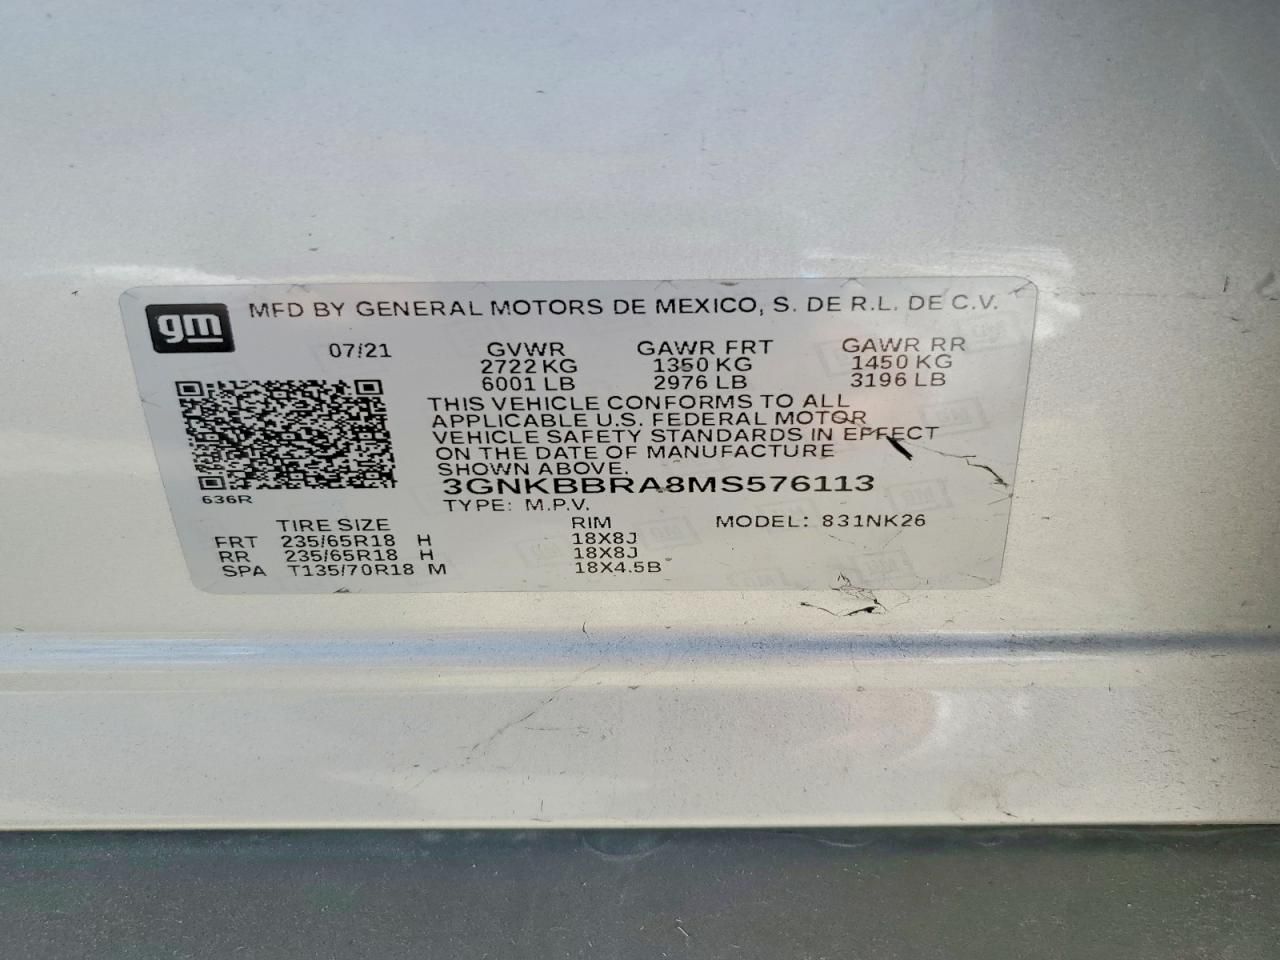 gm
MFD BY GENERAL MOTORS DE MEXICO, S. DE R.L. DE C.V.
07/21 GVWR GAWR FRT GAWR RR
2722 KG 1350 KG 1450 KG
6001 LB 2976 LB 3196 LB
THIS VEHICLE CONFORMS TO ALL
APPLICABLE U.S. FEDERAL MOTOR
VEHICLE SAFETY STANDARDS IN EFFECT
ON THE DATE OF MANUFACTURE
SHOWN ABOVE.
636R
3GNKBBRA8MS576113
TYPE: M.P.V.
TIRE SIZE RIM MODEL: 831NK26
FRT 235/65R18 H 18X8J
RR 235/65R18 H 18X8J
SPA T135/70R18 M 18X4.5B